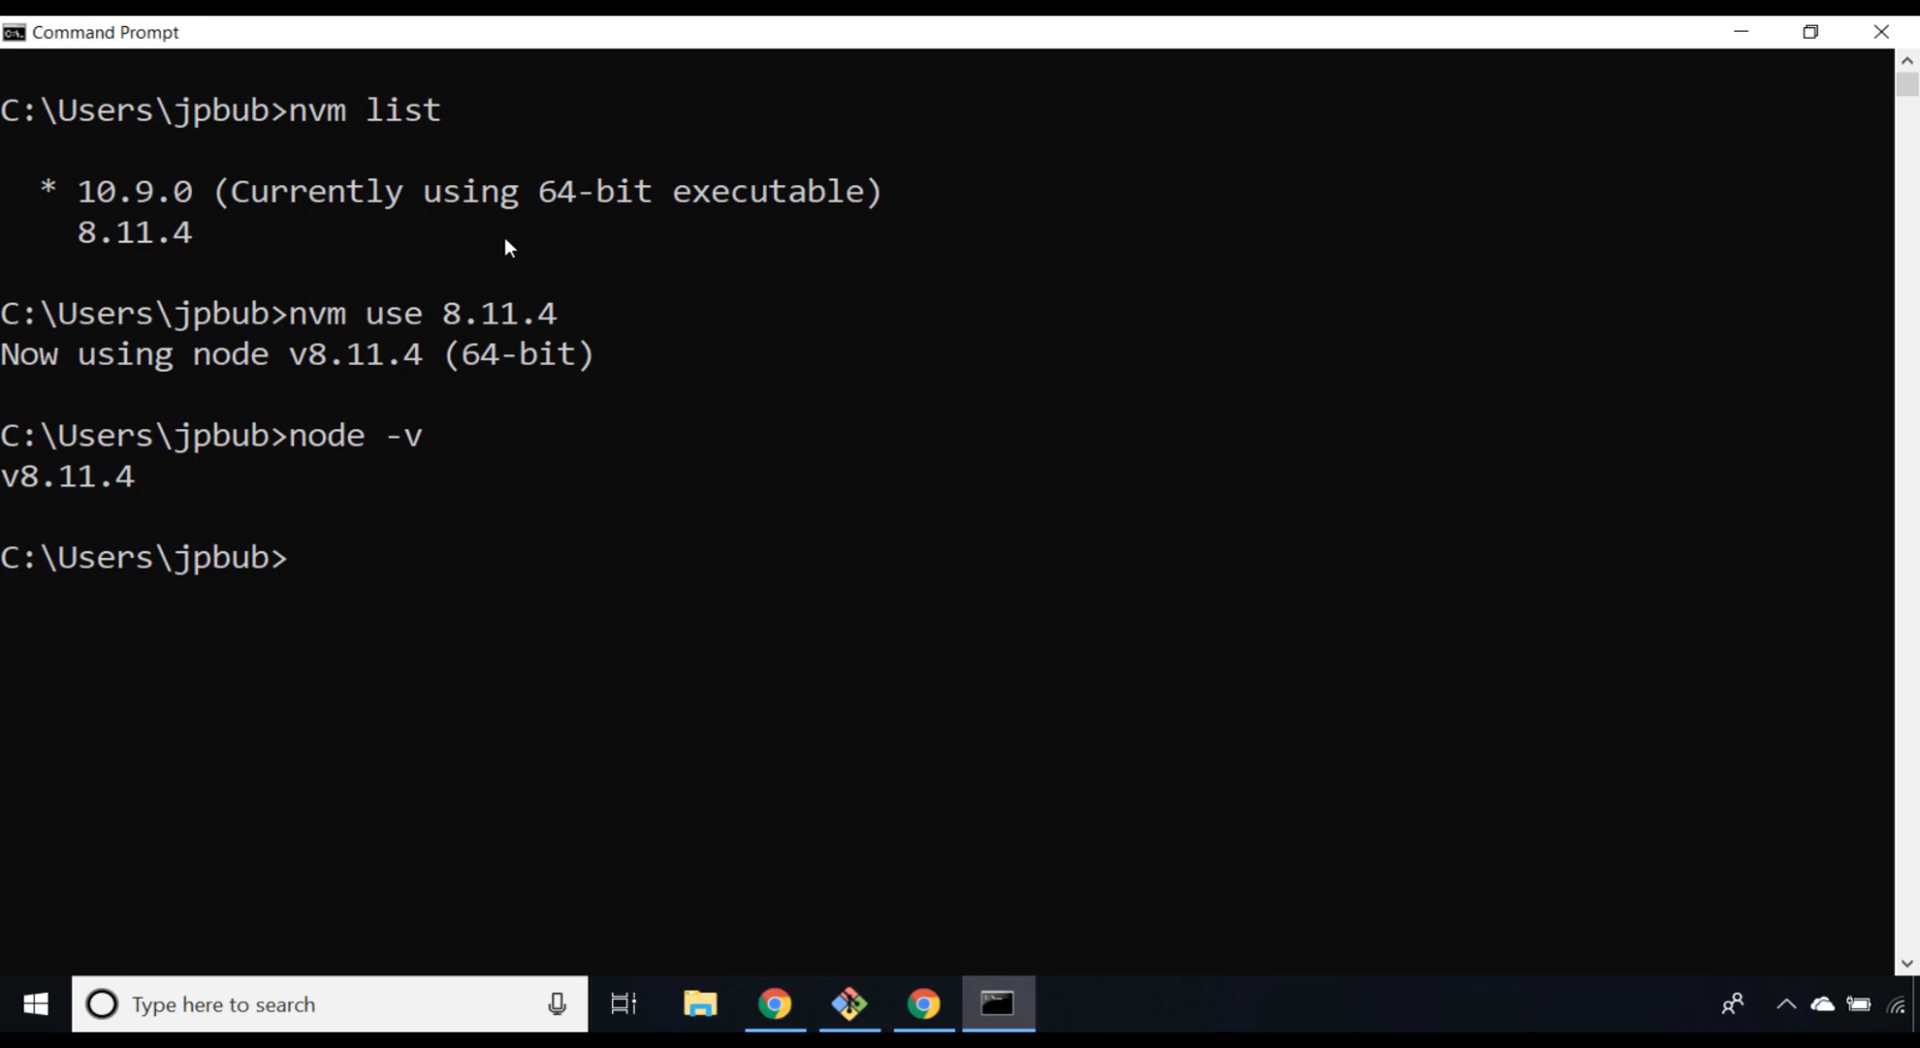 Command Prompt
C:\Users\jpbub>nvm list
* 10.9.0 (Currently using 64-bit executable)
8.11.4
C:\Users\jpbub>nvm use 8.11.4
Now using node v8.11.4 (64-bit)
C:\Users\jpbub>node -v
v8.11.4
C:\Users\jpbub>
Type here to search